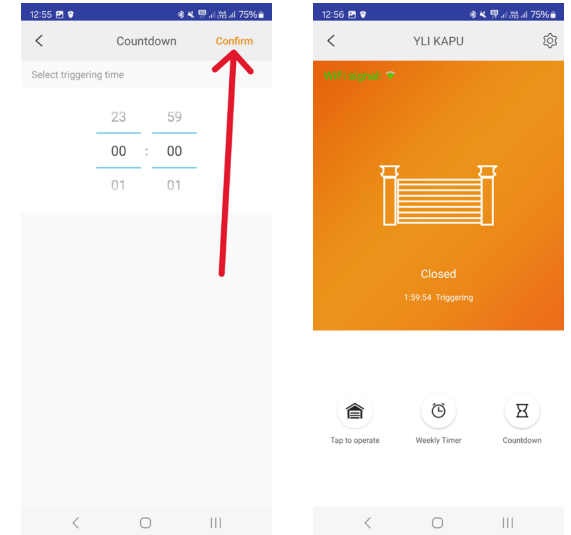 12:55
75%
Countdown
Confirm
Select triggering time
23 59
00 : 00
01 01
12:56
75%
YLI KAPU
Closed
1:59:54 Triggering
Tap to operate
Weekly Timer
Countdown